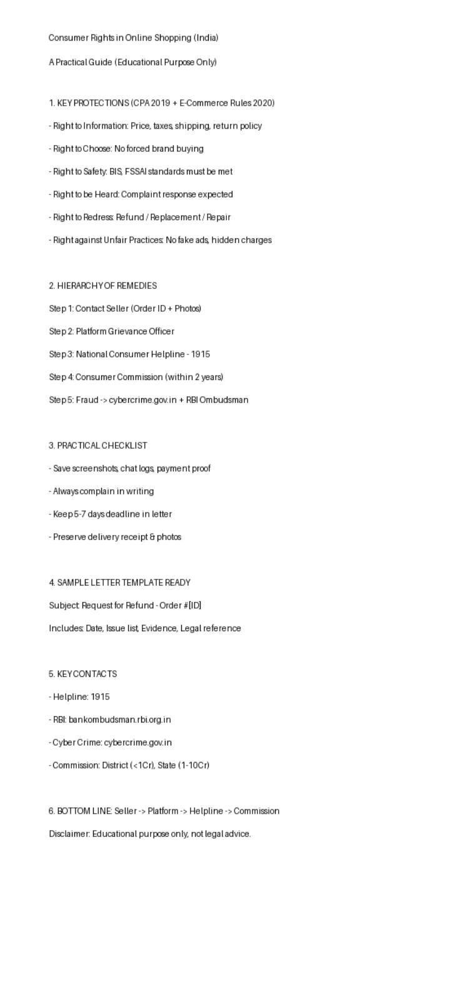 Consumer Rights in Online Shopping (India)
A Practical Guide (Educational Purpose Only)
1. KEY PROTECTIONS (CPA 2019 + E-Commerce Rules 2020)
- Right to Information: Price, taxes, shipping, return policy
- Right to Choose: No forced brand buying
- Right to Safety: BIS, FSSAI standards must be met
- Right to be Heard: Complaint response expected
- Right to Redress: Refund / Replacement / Repair
- Right against Unfair Practices: No fake ads, hidden charges
2. HIERARCHY OF REMEDIES
Step 1: Contact Seller (Order ID + Photos)
Step 2: Platform Grievance Officer
Step 3: National Consumer Helpline - 1915
Step 4: Consumer Commission (within 2 years)
Step 5: Fraud -> cybercrime.gov.in + RBI Ombudsman
3. PRACTICAL CHECKLIST
- Save screenshots, chat logs, payment proof
- Always complain in writing
- Keep 5-7 days deadline in letter
- Preserve delivery receipt & photos
4. SAMPLE LETTER TEMPLATE READY
Subject: Request for Refund - Order #[ID]
Includes: Date, Issue list, Evidence, Legal reference
5. KEY CONTACTS
- Helpline: 1915
- RBI: bankombudsman.rbi.org.in
- Cyber Crime: cybercrime.gov.in
- Commission: District (<1Cr), State (1-10Cr)
6. BOTTOM LINE: Seller -> Platform -> Helpline -> Commission
Disclaimer: Educational purpose only, not legal advice.